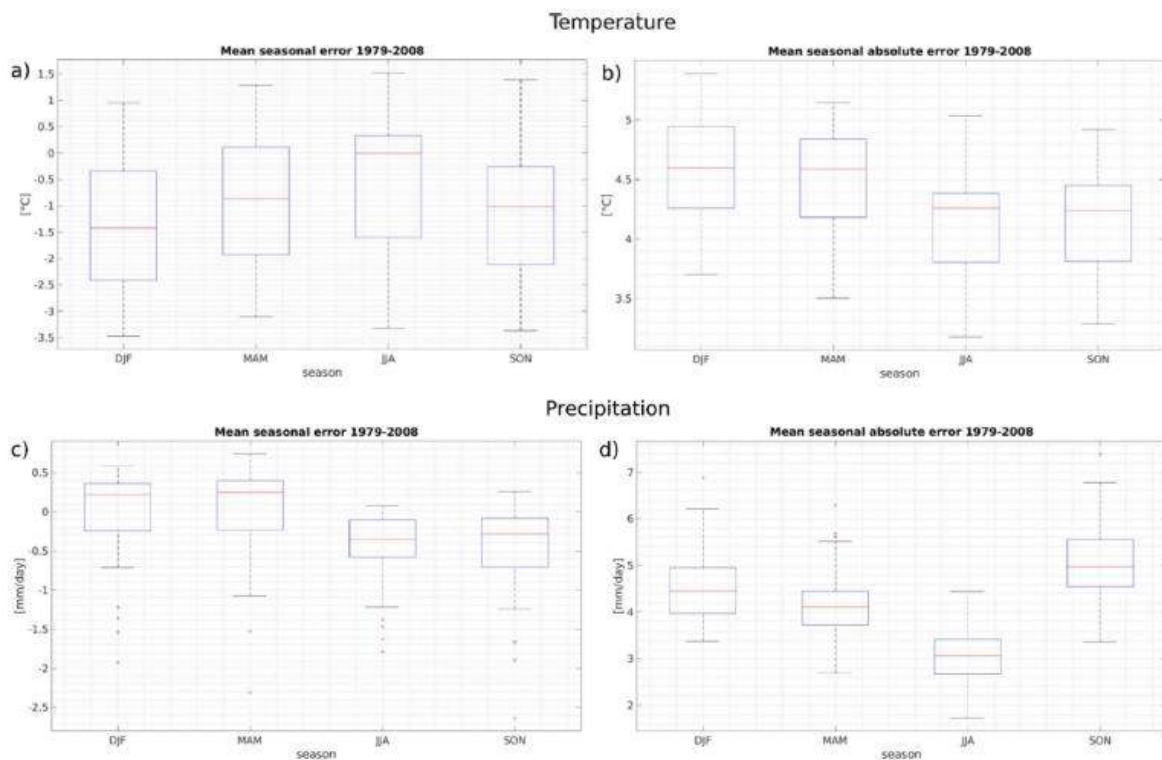 Temperature
a)
Mean seasonal error 1979-2008
1.5
1
0.5
0
-0.5
-1
-1.5
-2
-2.5
-3
-3.5
[°C]
DJF MAM JJA SON
season
b)
Mean seasonal absolute error 1979-2008
5
4.5
4
3.5
[°C]
DJF MAM JJA SON
season
Precipitation
c)
Mean seasonal error 1979-2008
0.5
0
-0.5
-1
-1.5
-2
-2.5
[mm/day]
DJF MAM JJA SON
season
d)
Mean seasonal absolute error 1979-2008
7
6
5
4
3
2
[mm/day]
DJF MAM JJA SON
season